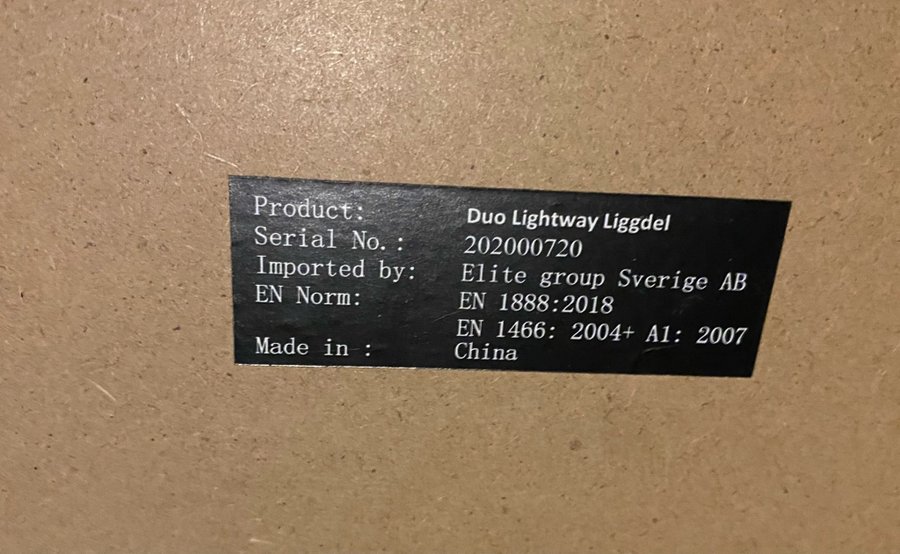 Product: Duo Lightway Liggdel
Serial No.: 202000720
Imported by: Elite group Sverige AB
EN Norm: EN 1888:2018
EN 1466: 2004+ A1: 2007
Made in : China